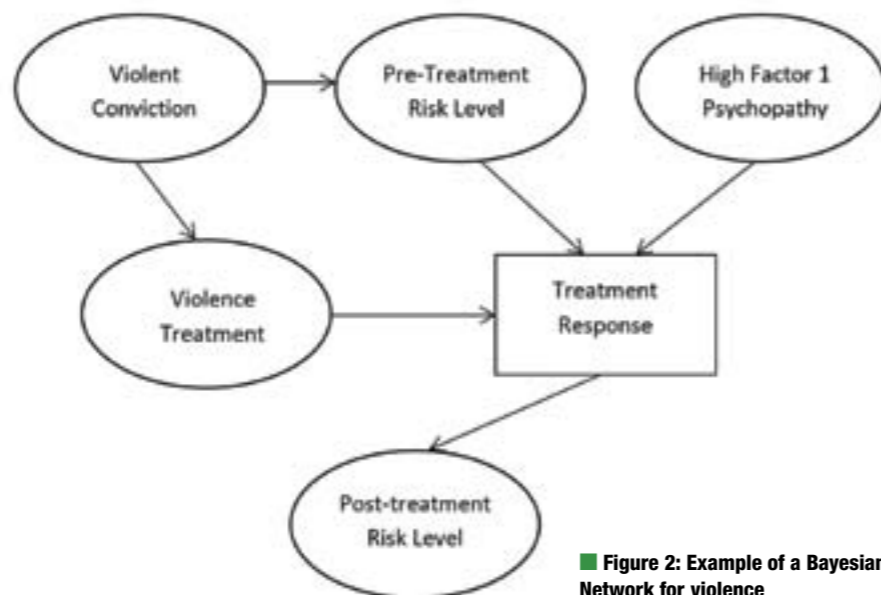 Violent
Conviction
Pre-Treatment
Risk Level
High Factor 1
Psychopathy
Violence
Treatment
Treatment
Response
Post-treatment
Risk Level
Figure 2: Example of a Bayesian
Network for violence